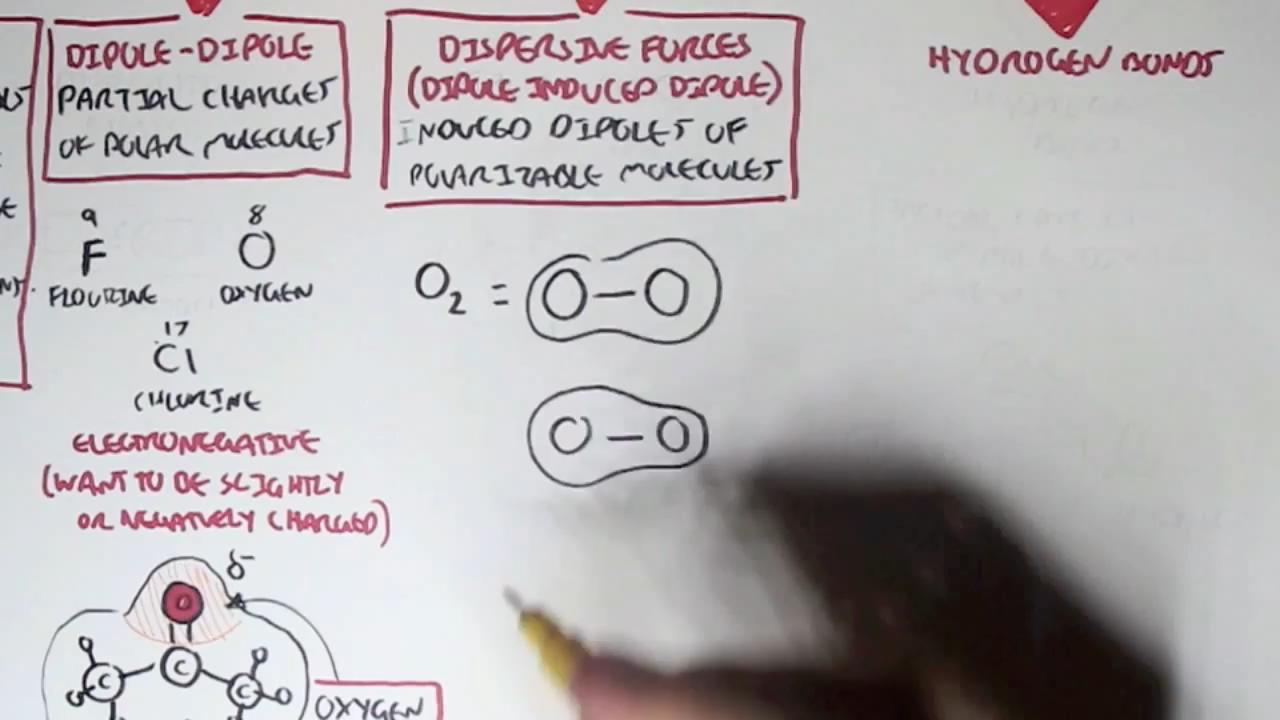 DIPOLE-DIPOLE
PARTIAL CHARGES
OF POLAR MOLECULES
DISPERSIVE FORCES
(DIPOLE INDUCED DIPOLE)
INDUCED DIPOLES OF
POLARIZABLE MOLECULES
HYDROGEN BONDS
9
F
FLOURINE
8
O
OXYGEN
17
Cl
CHLORINE
ELECTRONEGATIVE
(WANT TO BE SLIGHTLY
OR NEGATIVELY CHARGED)
O2 = O-O
O-O
δ-
O
C
C
C
OXYGEN